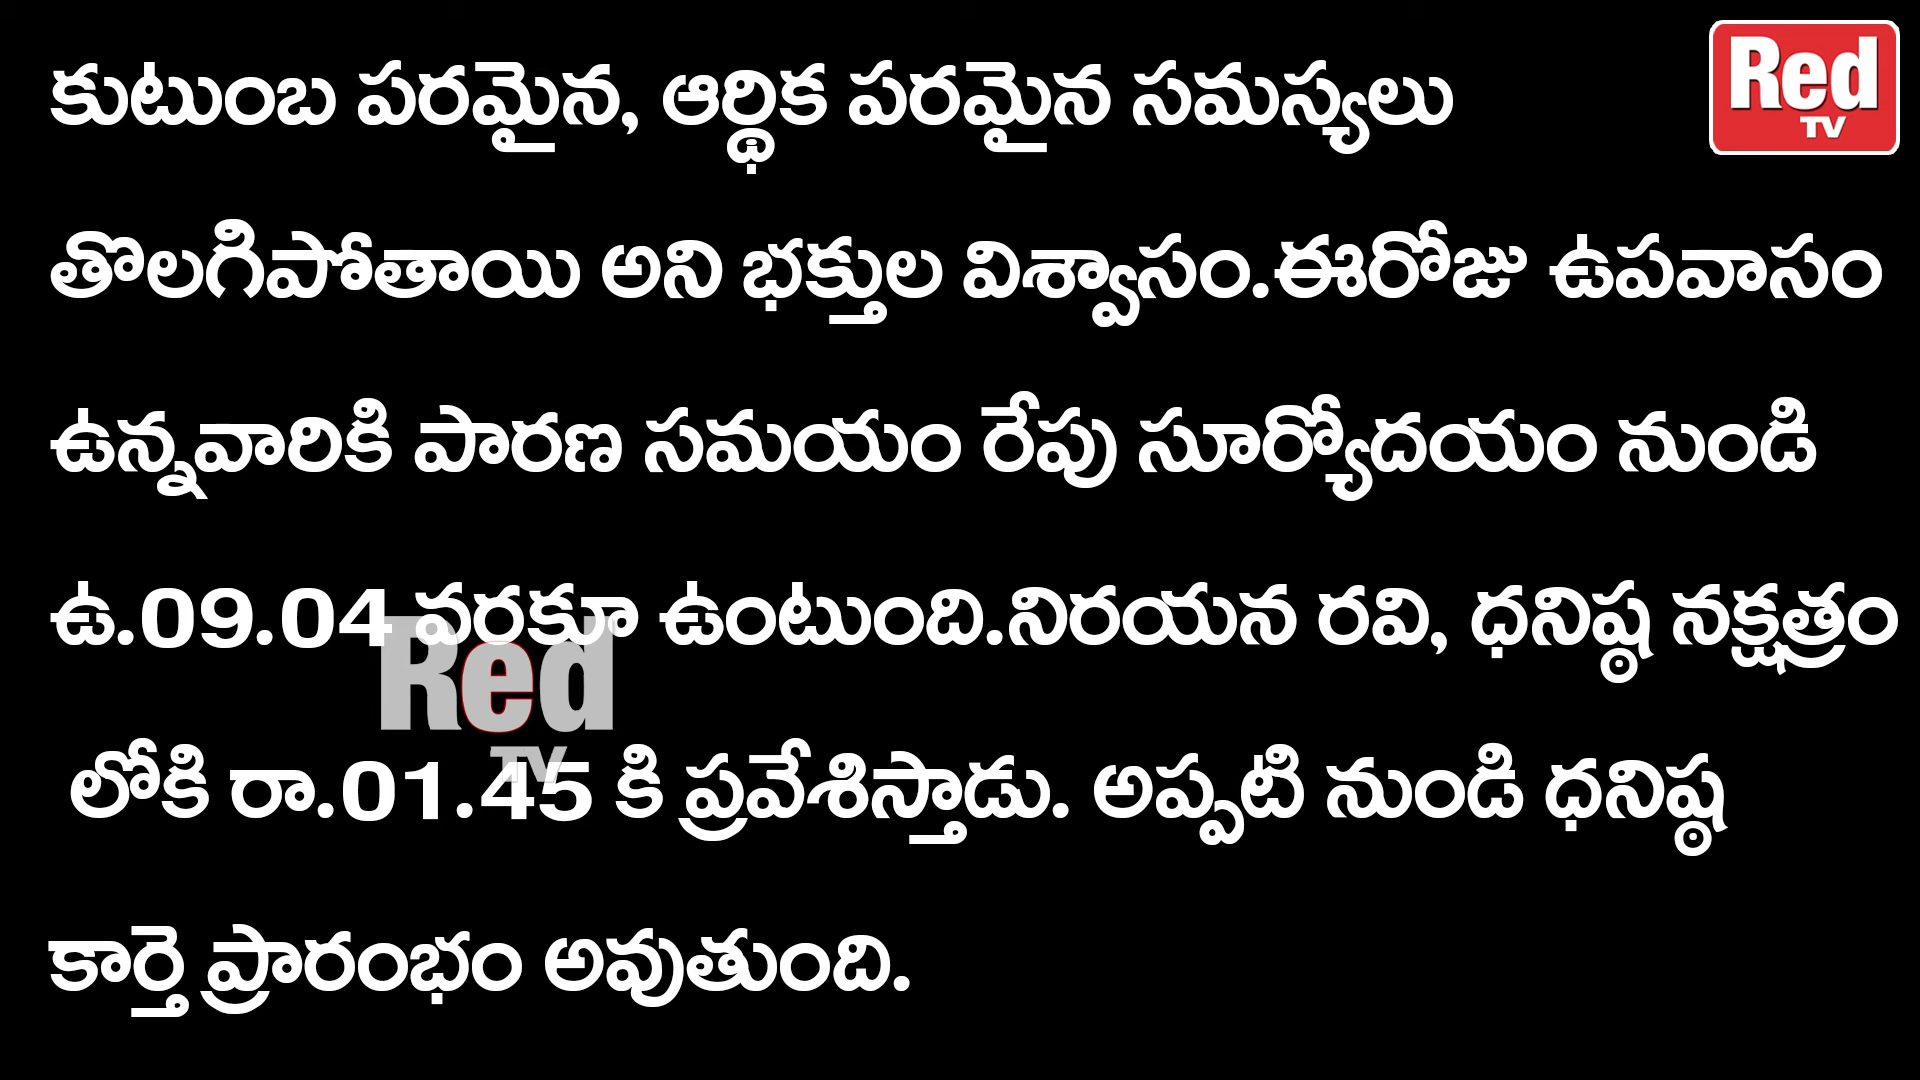 కుటుంబ పరమైన, ఆర్థిక పరమైన సమస్యలు
Red
TV
తొలగిపోతాయి అని భక్తుల విశ్వాసం.ఈరోజు ఉపవాసం
ఉన్నవారికి పారణ సమయం రేపు సూర్యోదయం నుండి
ఉ.09.04 వరకూ ఉంటుంది.నిరయన రవి, ధనిష్ఠ నక్షత్రం
Red
TV
లోకి రా.01.45 కి ప్రవేశిస్తాడు. అప్పటి నుండి ధనిష్ఠ
కార్తె ప్రారంభం అవుతుంది.